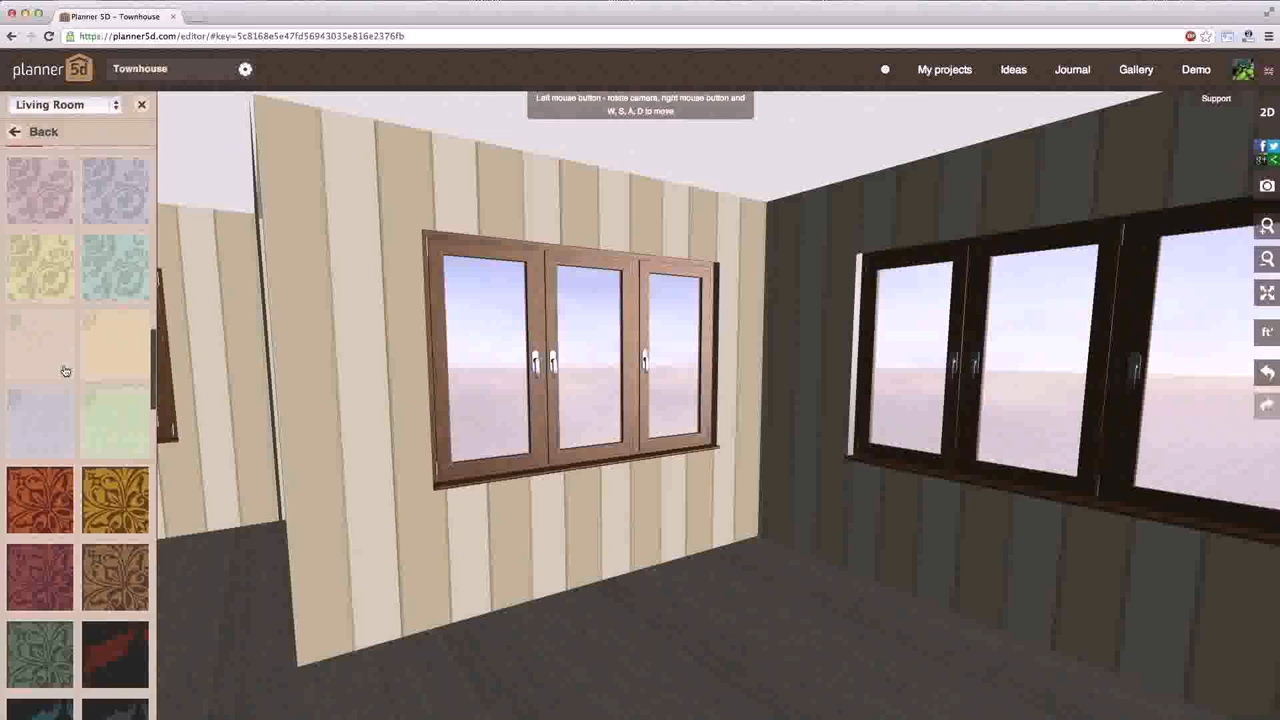 Planner 5D - Townhouse
https://planner5d.com/editor/#key=5c8168e5e47fd56943035e816e2376fb
planner 5d
Townhouse
My projects
Ideas
Journal
Gallery
Demo
Living Room
Left mouse button - rotate camera, right mouse button and
W, S, A, D to move
Support
2D
Back
ft'